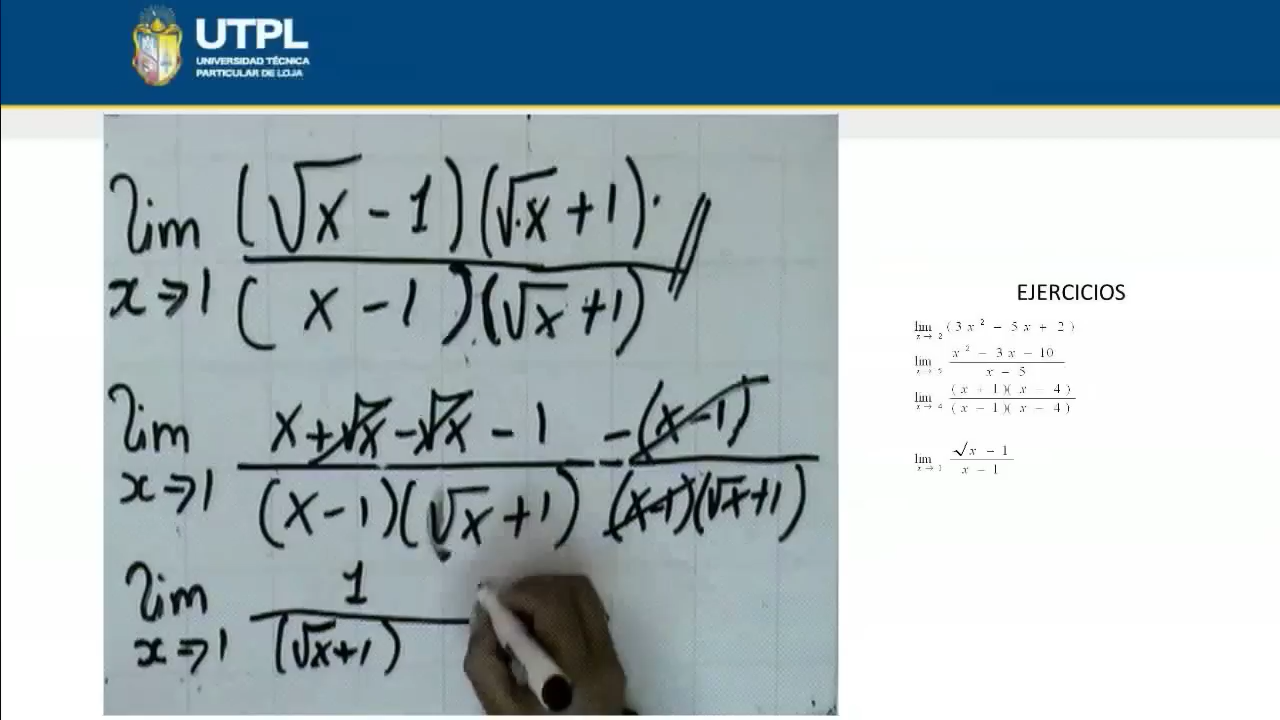 UTPL
UNIVERSIDAD TÉCNICA
PARTICULAR DE LOJA
lim (√x - 1)(√x + 1).
x→1 (x - 1)(√x + 1)
lim x + √x - √x - 1 - (x - 1)
x→1 (x - 1)(√x + 1) (x-1)(√x+1)
lim 1
x→1 (√x+1)
EJERCICIOS
lim (3x² - 5x + 2)
x→2
lim x² - 3x - 10
x→5 x - 5
lim (x + 1)(x - 4)
x→4 (x - 1)(x - 4)
lim √x - 1
x→1 x - 1